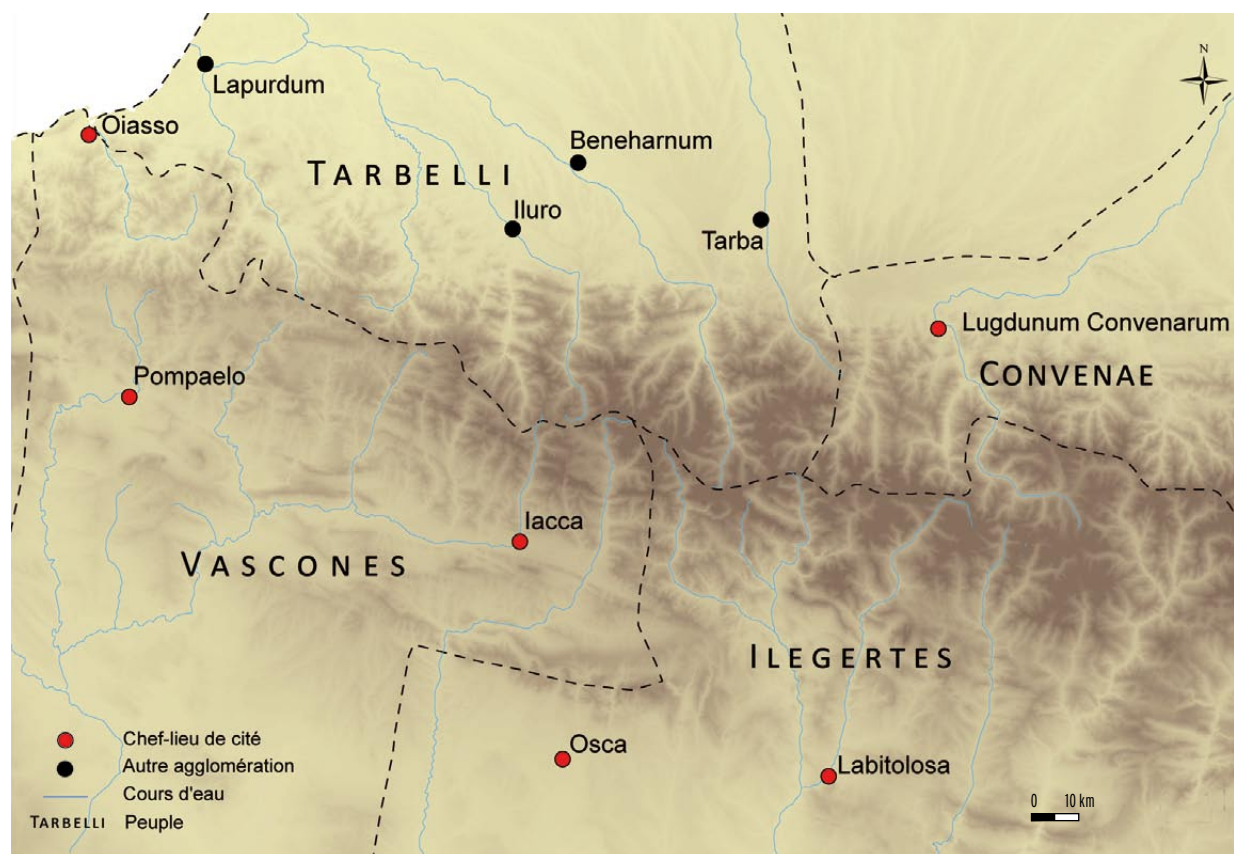 N
Lapurdum
Oiasso
Beneharnum
TARBELLI
Iluro
Tarba
Lugdunum Convenarum
CONVENAE
Pompaelo
Iacca
VASCONES
ILEGERTES
Osca
Labitolosa
Chef-lieu de cité
Autre agglomération
Cours d'eau
TARBELLI Peuple
0 10 km